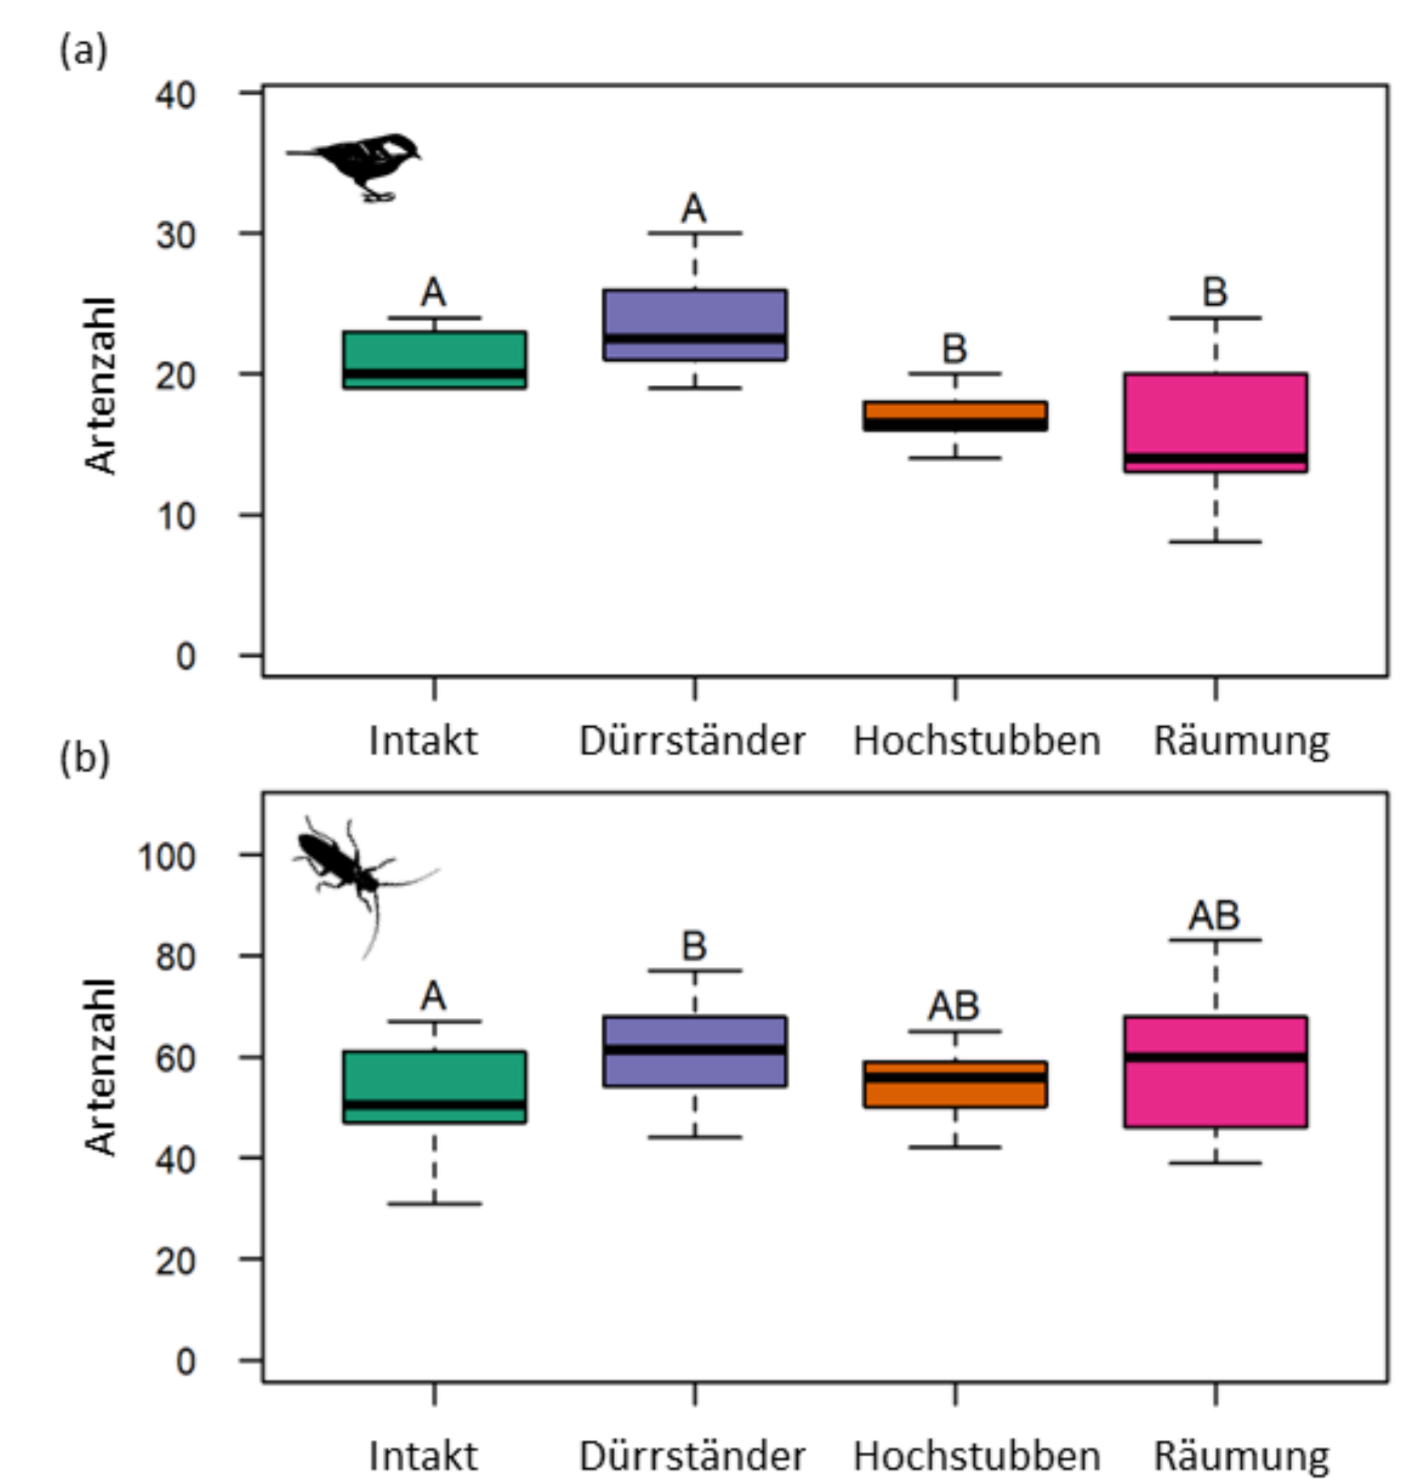 (a)
40
30
20
10
0
Artenzahl
A
A
B
B
Intakt Dürrständer Hochstubben Räumung
(b)
100
80
60
40
20
0
Artenzahl
A
B
AB
AB
Intakt Dürrständer Hochstubben Räumung